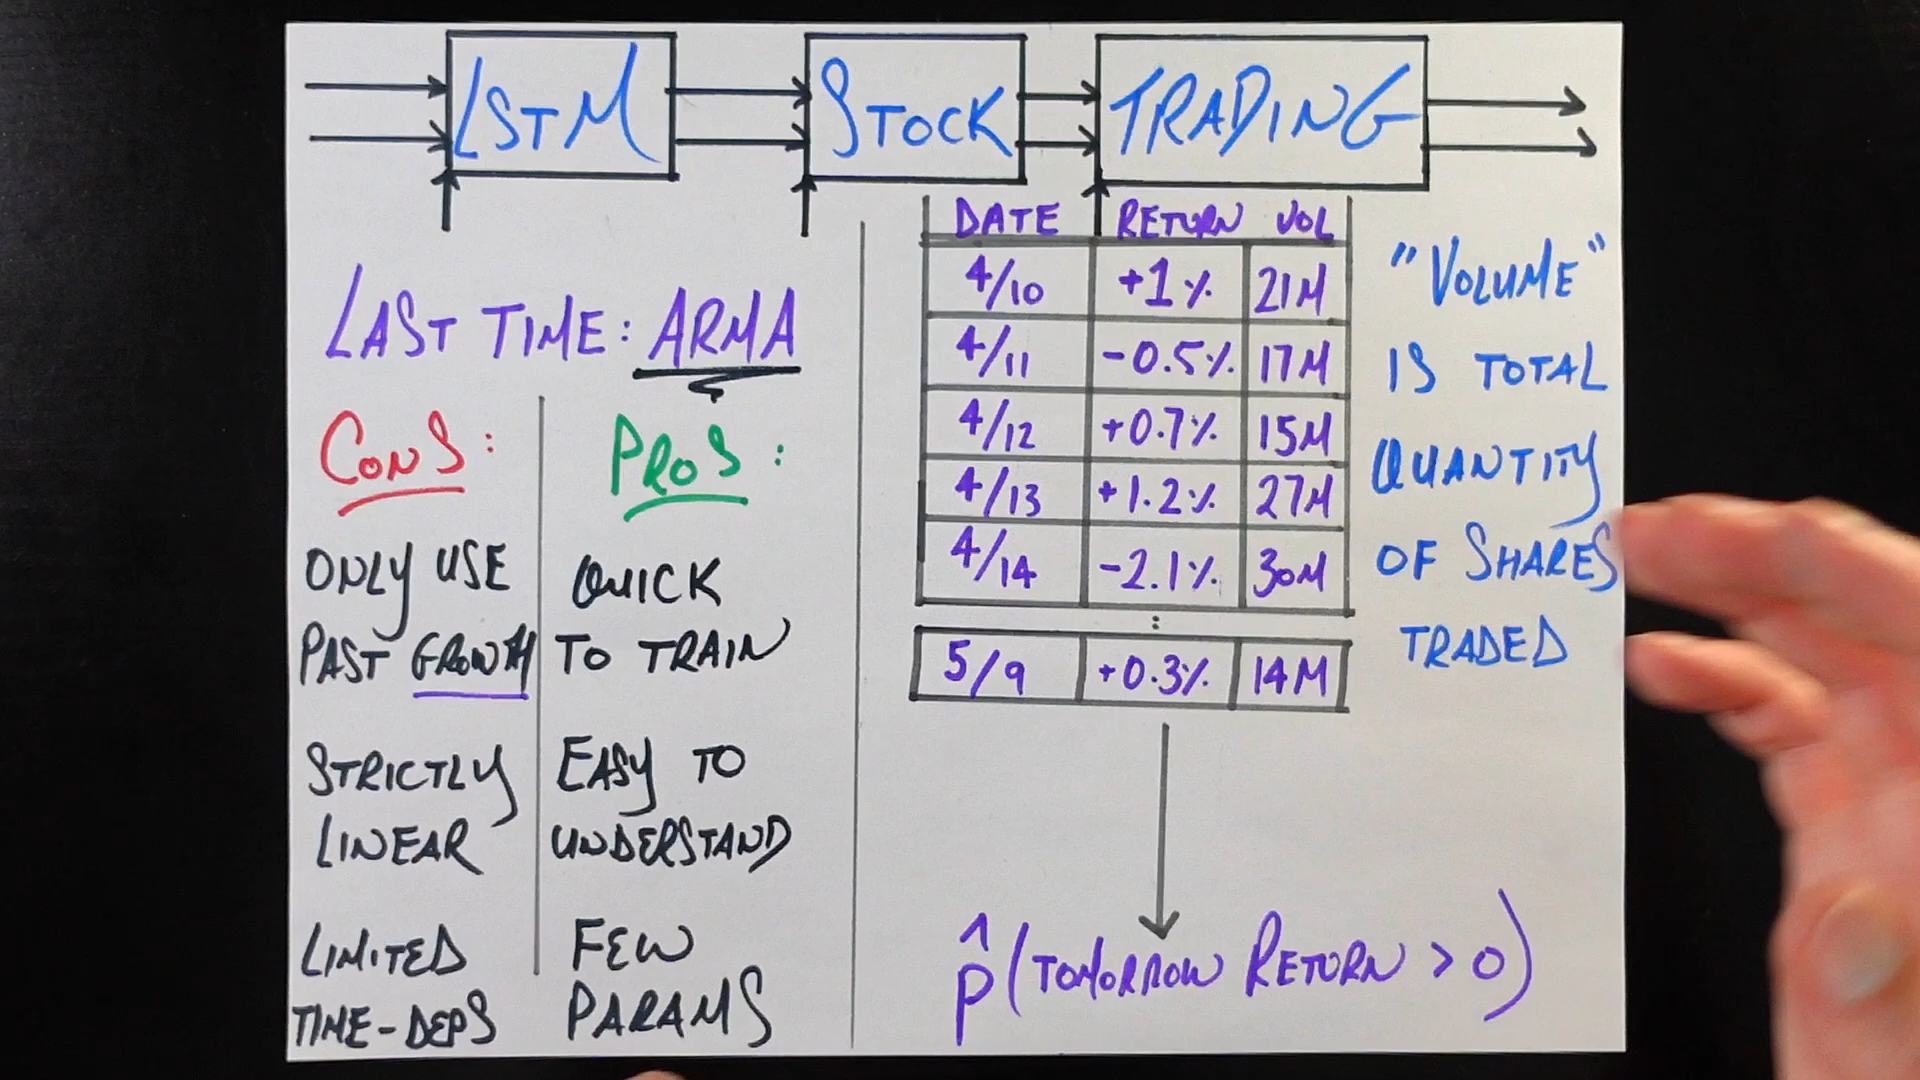 LSTM STOCK TRADING
LAST TIME: ARMA
CONS:
ONLY USE
PAST GROWTH
STRICTLY
LINEAR
LIMITED
TIME-DEPS
PROS:
QUICK
TO TRAIN
EASY TO
UNDERSTAND
FEW
PARAMS
DATE RETURN VOL
4/10 +1% 21M
4/11 -0.5% 17M
4/12 +0.7% 15M
4/13 +1.2% 27M
4/14 -2.1% 30M
:
5/9 +0.3% 14M
p̂(TOMORROW RETURN > 0)
"VOLUME"
IS TOTAL
QUANTITY
OF SHARES
TRADED